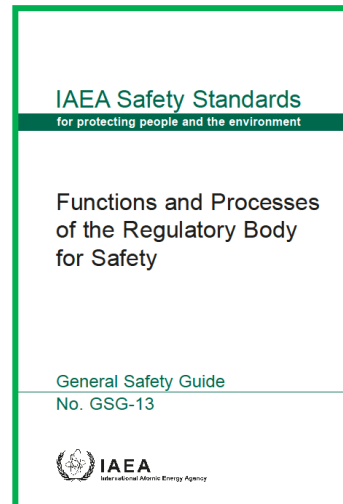 IAEA Safety Standards
for protecting people and the environment
Functions and Processes
of the Regulatory Body
for Safety
General Safety Guide
No. GSG-13
IAEA
International Atomic Energy Agency